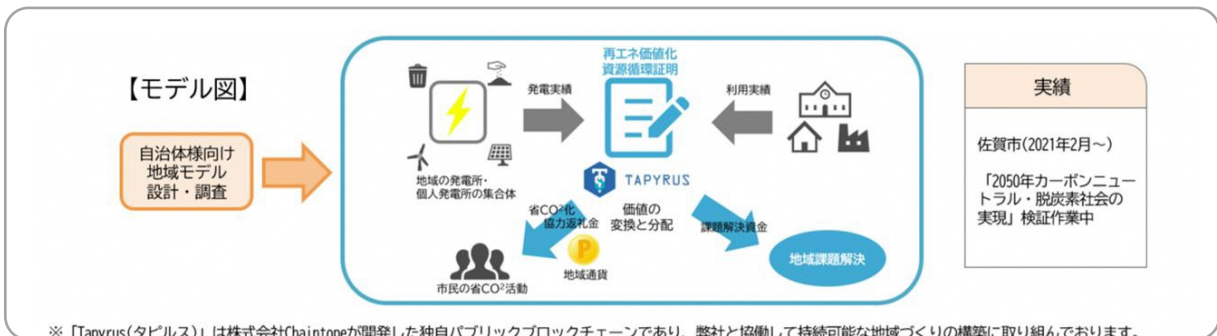 【モデル図】
自治体様向け
地域モデル
設計・調査
再エネ価値化
資源循環証明
発電実績
利用実績
地域の発電所・
個人発電所の集合体
TAPYRUS
価値の
変換と分配
省CO²化
協力返礼金
課題解決資金
P
地域通貨
市民の省CO²活動
地域課題解決
実績
佐賀市(2021年2月～)
「2050年カーボンニュー
トラル・脱炭素社会の
実現」検証作業中
※「Tapyrus(タピルス)」は株式会社Chaintopeが開発した独自パブリックブロックチェーンであり、弊社と協働して持続可能な地域づくりの構築に取り組んでおります。